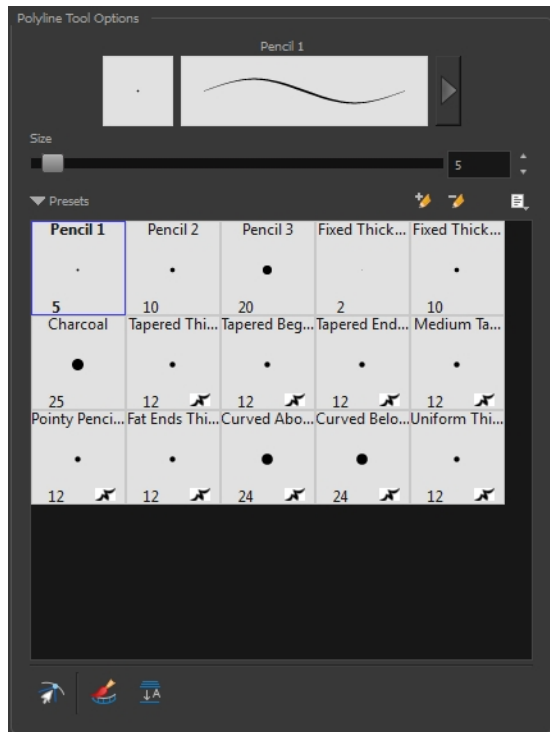 Polyline Tool Options
Pencil 1
Size
5
Presets
Pencil 1 Pencil 2 Pencil 3 Fixed Thick... Fixed Thick...
5 10 20 2 10
Charcoal Tapered Thi... Tapered Beg... Tapered End... Medium Ta...
25 12 12 12 12
Pointy Penci... Fat Ends Thi... Curved Abo... Curved Belo... Uniform Thi...
12 12 24 24 12
A